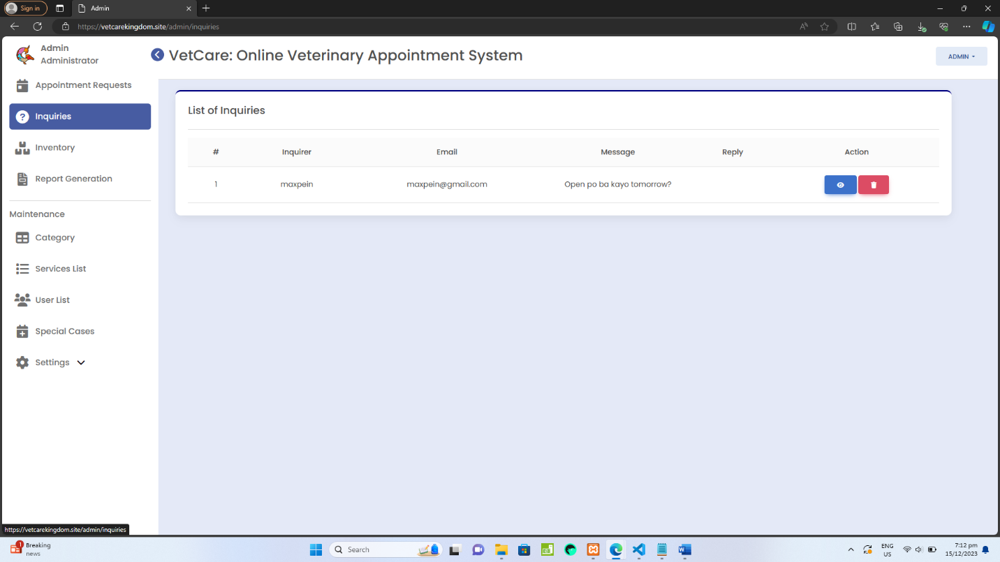 Sign in
Admin
https://vetcarekingdom.site/admin/inquiries
Admin
Administrator
VetCare: Online Veterinary Appointment System
ADMIN
Appointment Requests
Inquiries
Inventory
Report Generation
Maintenance
Category
Services List
User List
Special Cases
Settings
List of Inquiries
# Inquirer Email Message Reply Action
1 maxpein maxpein@gmail.com Open po ba kayo tomorrow?
https://vetcarekingdom.site/admin/inquiries
1
Breaking
news
Search
ENG
US
7:12 pm
15/12/2023